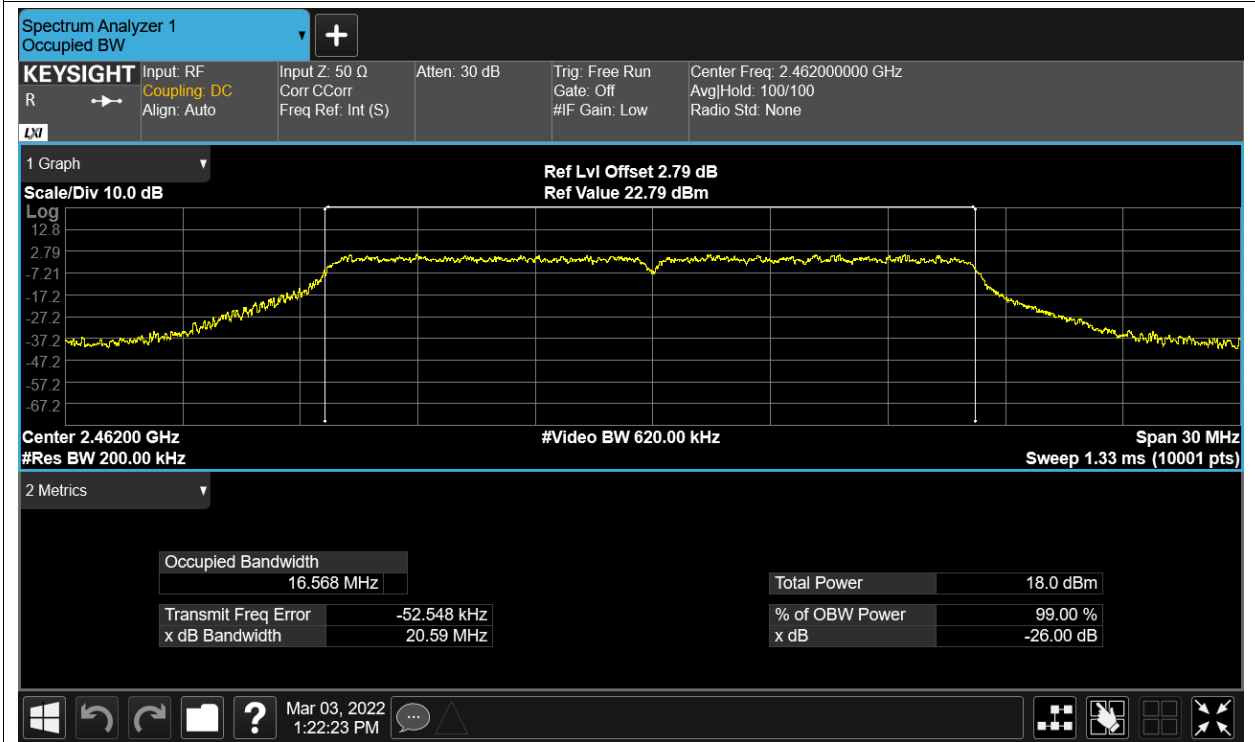 Spectrum Analyzer 1
Occupied BW
+
KEYSIGHT
R
LXI
Input: RF
Coupling: DC
Align: Auto
Input Z: 50 Ω
Corr CCorr
Freq Ref: Int (S)
Atten: 30 dB
Trig: Free Run
Gate: Off
#IF Gain: Low
Center Freq: 2.462000000 GHz
Avg|Hold: 100/100
Radio Std: None
1 Graph
Scale/Div 10.0 dB
Ref Lvl Offset 2.79 dB
Ref Value 22.79 dBm
Log
12.8
2.79
-7.21
-17.2
-27.2
-37.2
-47.2
-57.2
-67.2
Center 2.46200 GHz
#Video BW 620.00 kHz
Span 30 MHz
#Res BW 200.00 kHz
Sweep 1.33 ms (10001 pts)
2 Metrics
Occupied Bandwidth
16.568 MHz
Total Power 18.0 dBm
Transmit Freq Error -52.548 kHz
% of OBW Power 99.00 %
x dB Bandwidth 20.59 MHz
x dB -26.00 dB
?
Mar 03, 2022
1:22:23 PM